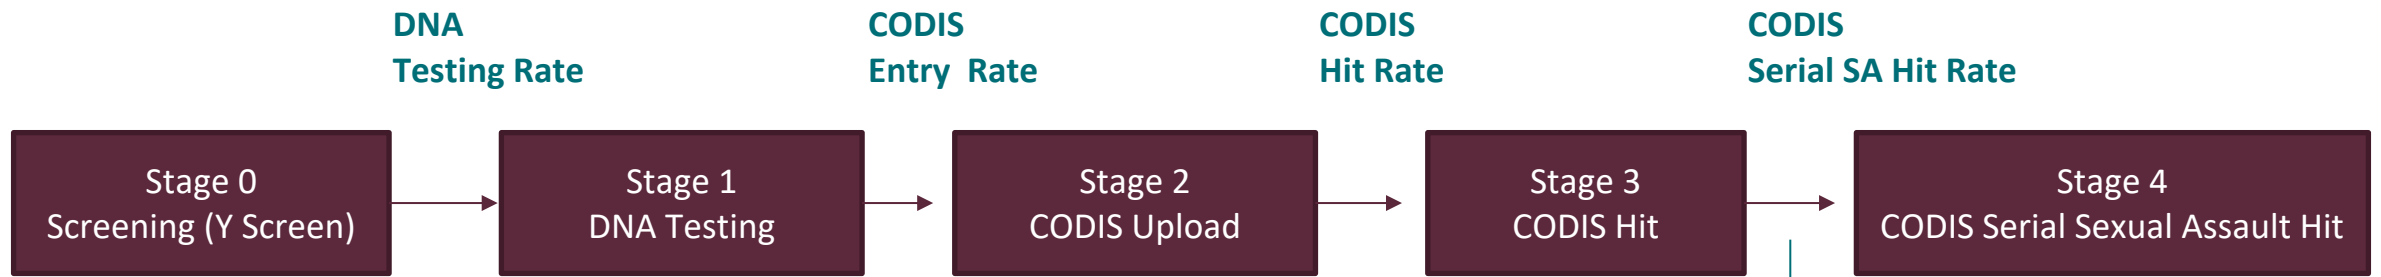 DNA
Testing Rate
CODIS
Entry  Rate
CODIS
Hit Rate
CODIS
Serial SA Hit Rate
Stage 0
Screening (Y Screen)
Stage 1
DNA Testing
Stage 2
CODIS Upload
Stage 3
CODIS Hit
Stage 4
CODIS Serial Sexual Assault Hit